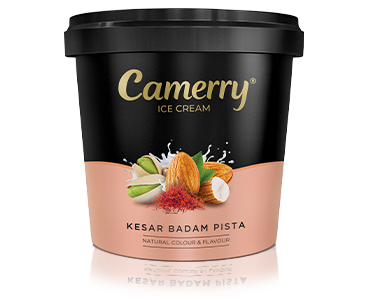 Camerry®
ICE CREAM
KESAR BADAM PISTA
NATURAL COLOUR & FLAVOUR